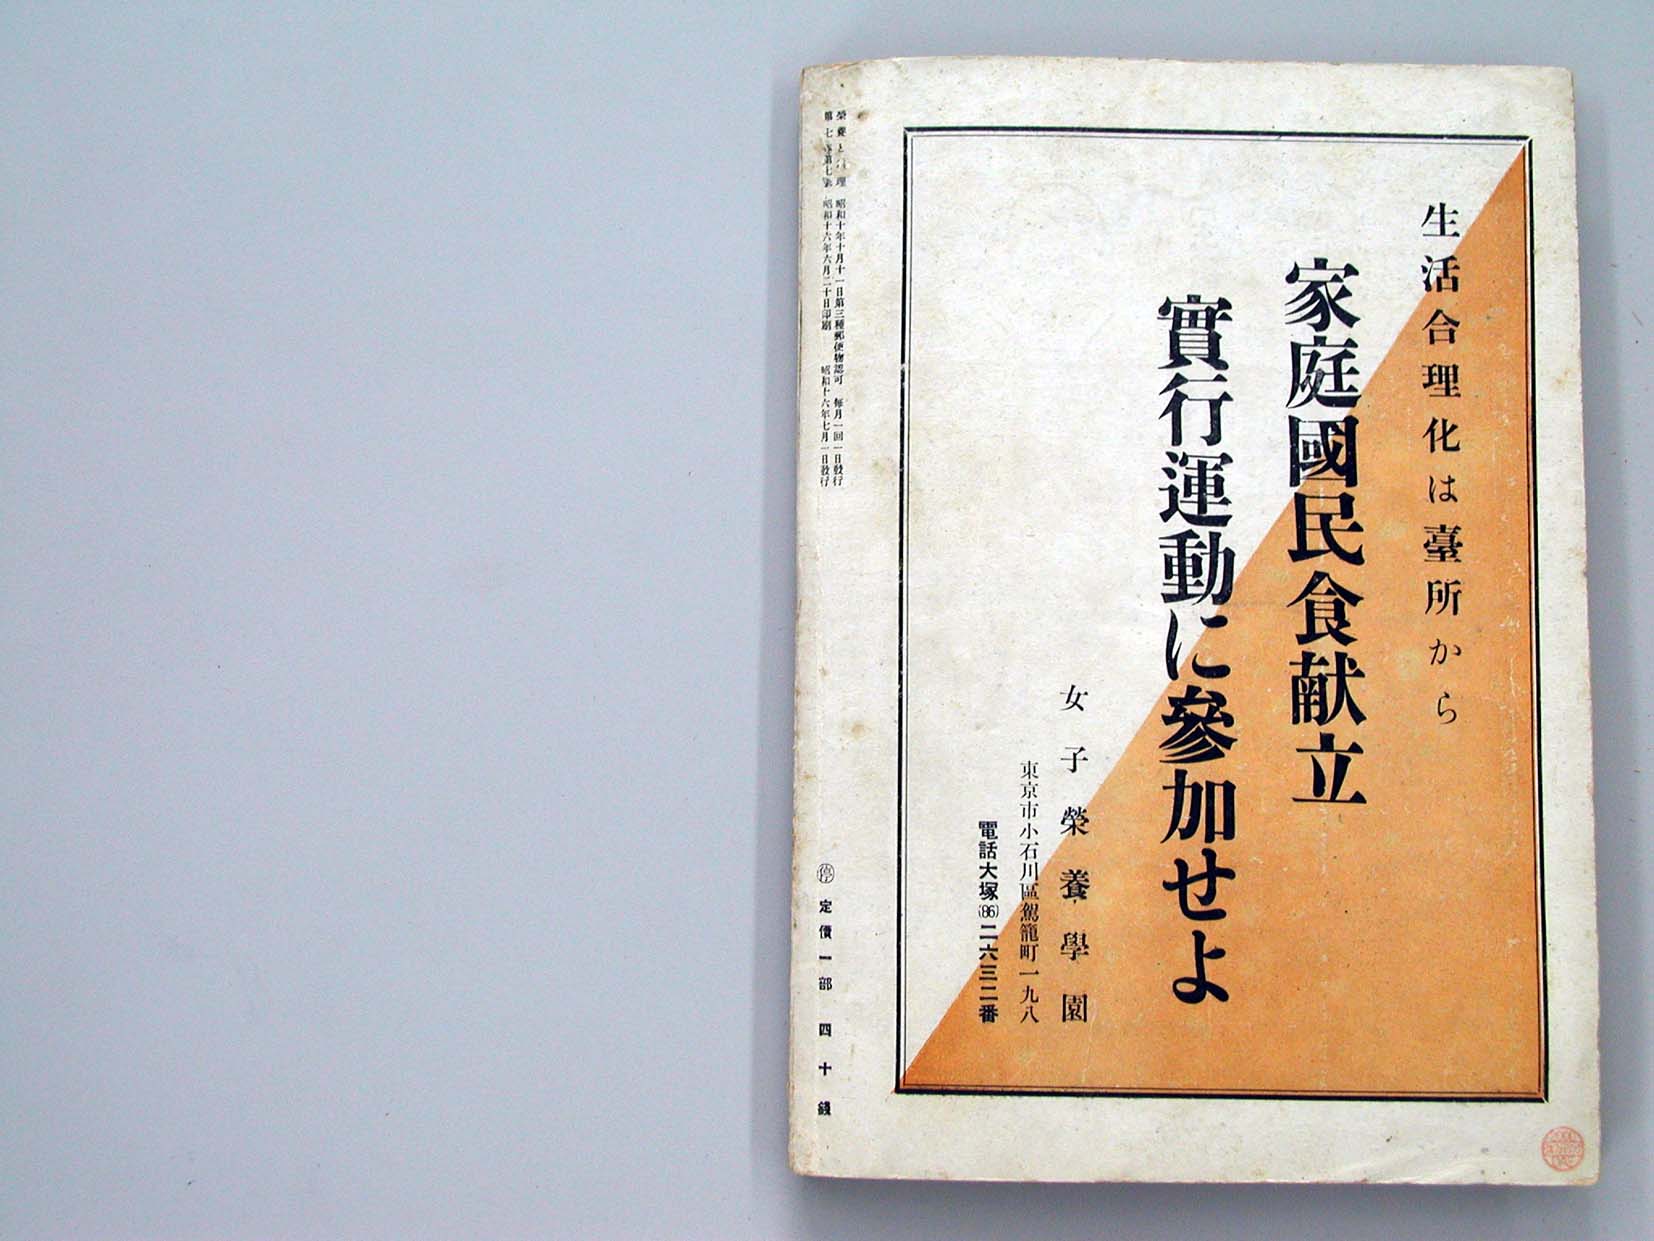 生活合理化は臺所から
家庭國民食献立
實行運動に參加せよ
女子榮養學園
東京市小石川區駕籠町一九八
電話大塚(86)二六三二番
榮養と 理 昭和十年十月十一日第三種郵便物認可 每月一回一日發行
第七卷第七號 昭和十六年六月二十日印刷 昭和十六年七月一日發行
停 定價一部 四十錢